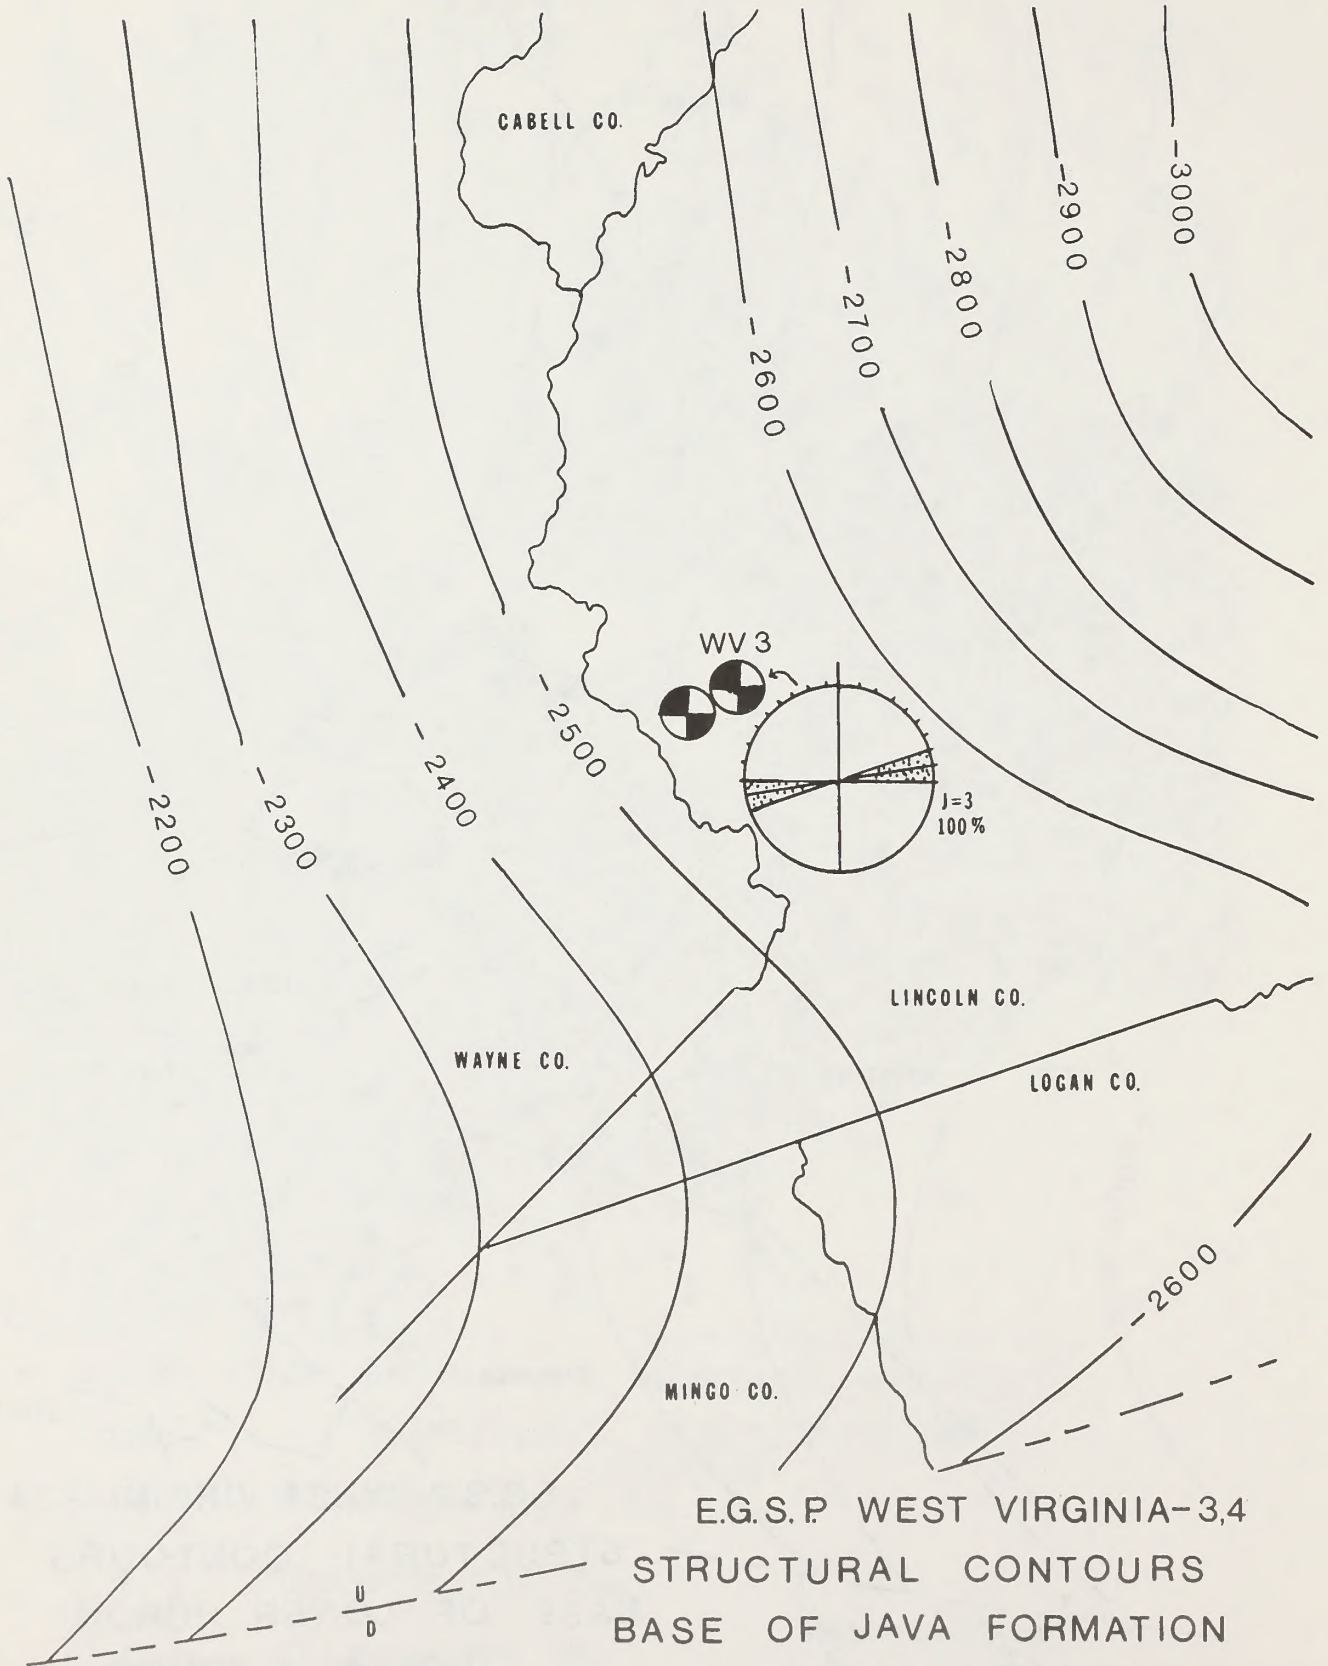 CABELL CO.
-3000
-2900
-2800
-2700
-2600
WV 3
-2500
-2400
-2300
-2200
J=3
100%
LINCOLN CO.
WAYNE CO.
LOGAN CO.
-2600
MINGO CO.
E.G.S.P. WEST VIRGINIA-3,4
STRUCTURAL CONTOURS
BASE OF JAVA FORMATION
U
D